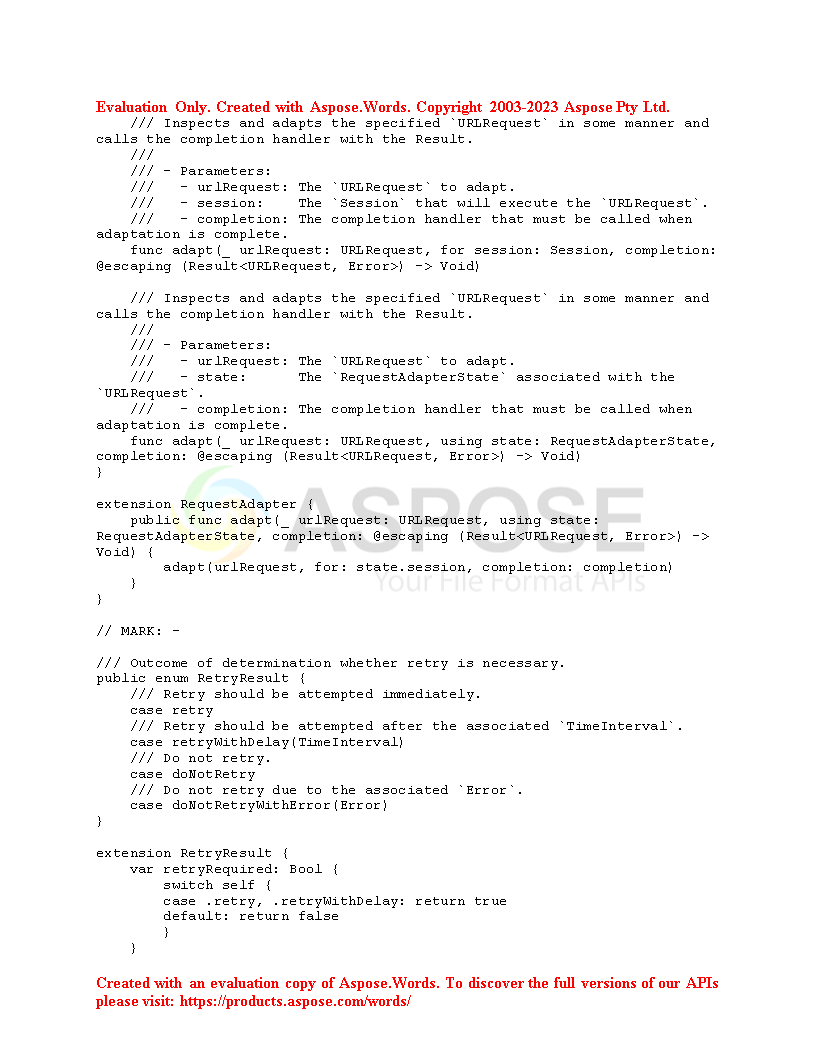 Evaluation Only. Created with Aspose.Words. Copyright 2003-2023 Aspose Pty Ltd.
    /// Inspects and adapts the specified `URLRequest` in some manner and
calls the completion handler with the Result.
    ///
    /// - Parameters:
    ///   - urlRequest: The `URLRequest` to adapt.
    ///   - session:    The `Session` that will execute the `URLRequest`.
    ///   - completion: The completion handler that must be called when
adaptation is complete.
    func adapt(_ urlRequest: URLRequest, for session: Session, completion:
@escaping (Result<URLRequest, Error>) -> Void)

    /// Inspects and adapts the specified `URLRequest` in some manner and
calls the completion handler with the Result.
    ///
    /// - Parameters:
    ///   - urlRequest: The `URLRequest` to adapt.
    ///   - state:      The `RequestAdapterState` associated with the
`URLRequest`.
    ///   - completion: The completion handler that must be called when
adaptation is complete.
    func adapt(_ urlRequest: URLRequest, using state: RequestAdapterState,
completion: @escaping (Result<URLRequest, Error>) -> Void)
}

extension RequestAdapter {
    public func adapt(_ urlRequest: URLRequest, using state:
RequestAdapterState, completion: @escaping (Result<URLRequest, Error>) ->
Void) {
        adapt(urlRequest, for: state.session, completion: completion)
    }
}
ASPOSE
Your File Format APIs

// MARK: -

/// Outcome of determination whether retry is necessary.
public enum RetryResult {
    /// Retry should be attempted immediately.
    case retry
    /// Retry should be attempted after the associated `TimeInterval`.
    case retryWithDelay(TimeInterval)
    /// Do not retry.
    case doNotRetry
    /// Do not retry due to the associated `Error`.
    case doNotRetryWithError(Error)
}

extension RetryResult {
    var retryRequired: Bool {
        switch self {
        case .retry, .retryWithDelay: return true
        default: return false
        }
    }

Created with an evaluation copy of Aspose.Words. To discover the full versions of our APIs
please visit: https://products.aspose.com/words/